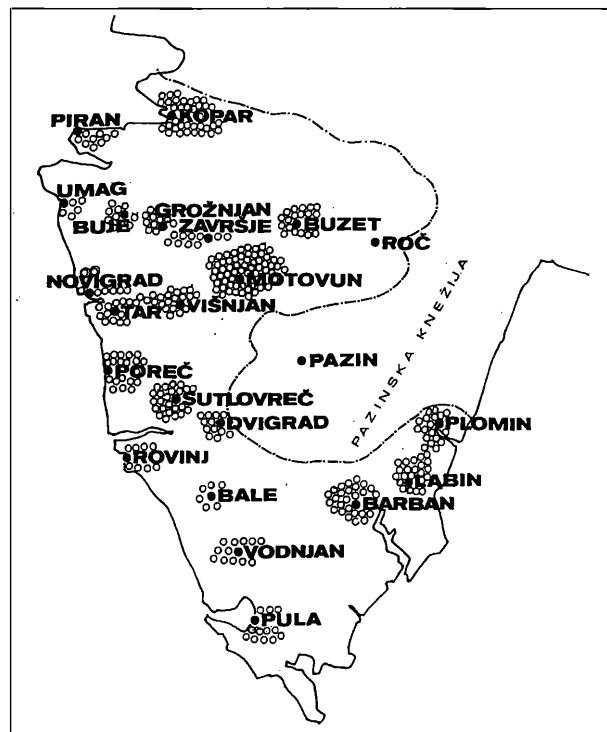 KOPAR
PIRAN
UMAG
GROŽNJAN
BUJE
ZAVRŠJE
BUZET
ROČ
NOVIGRAD
MOTOVUN
TAR
VIŠNJAN
PAZINSKA KNEŽIJA
PAZIN
POREČ
SUTLOVREČ
DVIGRAD
PLOMIN
ROVINJ
LABIN
BALE
BARBAN
VODNJAN
PULA